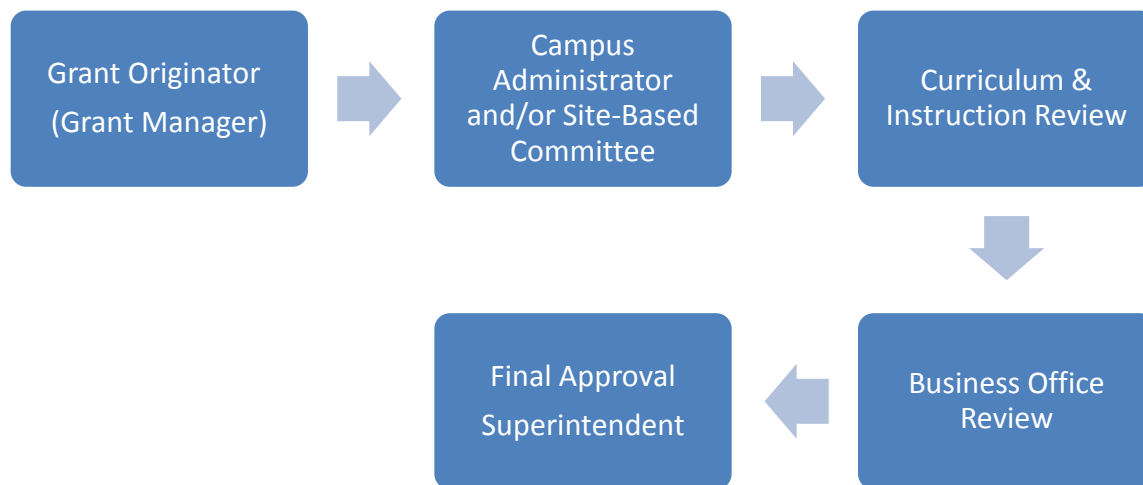 Grant Originator
(Grant Manager)
Campus
Administrator
and/or Site-Based
Committee
Curriculum &
Instruction Review
Business Office
Review
Final Approval
Superintendent